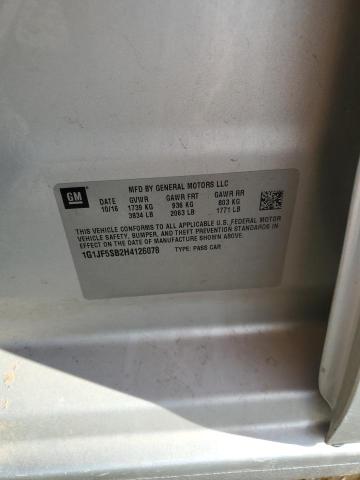 GM
MFD BY GENERAL MOTORS LLC
DATE GVWR GAWR FRT GAWR RR
10/16 1739 KG 936 KG 803 KG
3834 LB 2063 LB 1771 LB
THIS VEHICLE CONFORMS TO ALL APPLICABLE U.S. FEDERAL MOTOR
VEHICLE SAFETY, BUMPER, AND THEFT PREVENTION STANDARDS IN
EFFECT ON THE DATE OF MANUFACTURE SHOWN ABOVE.
1G1JF5SB2H4126078 TYPE: PASS CAR